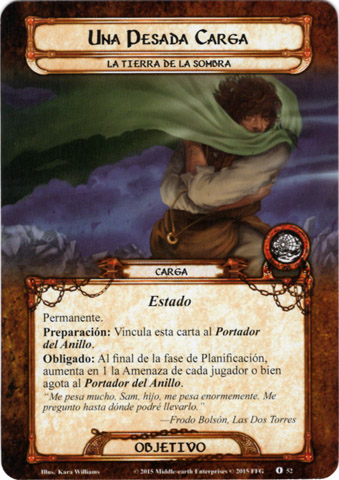 Una Pesada Carga
La Tierra de la Sombra
Carga
Estado
Permanente.
Preparación: Vincula esta carta al Portador
del Anillo.
Obligado: Al final de la fase de Planificación,
aumenta en 1 la Amenaza de cada jugador o bien
agota al Portador del Anillo.
“Me pesa mucho, Sam, hijo, me pesa enormemente. Me
pregunto hasta dónde podré llevarlo.”
—Frodo Bolsón, Las Dos Torres
Objetivo
Illus. Kara Williams
© 2015 Middle-earth Enterprises © 2015 FFG
52